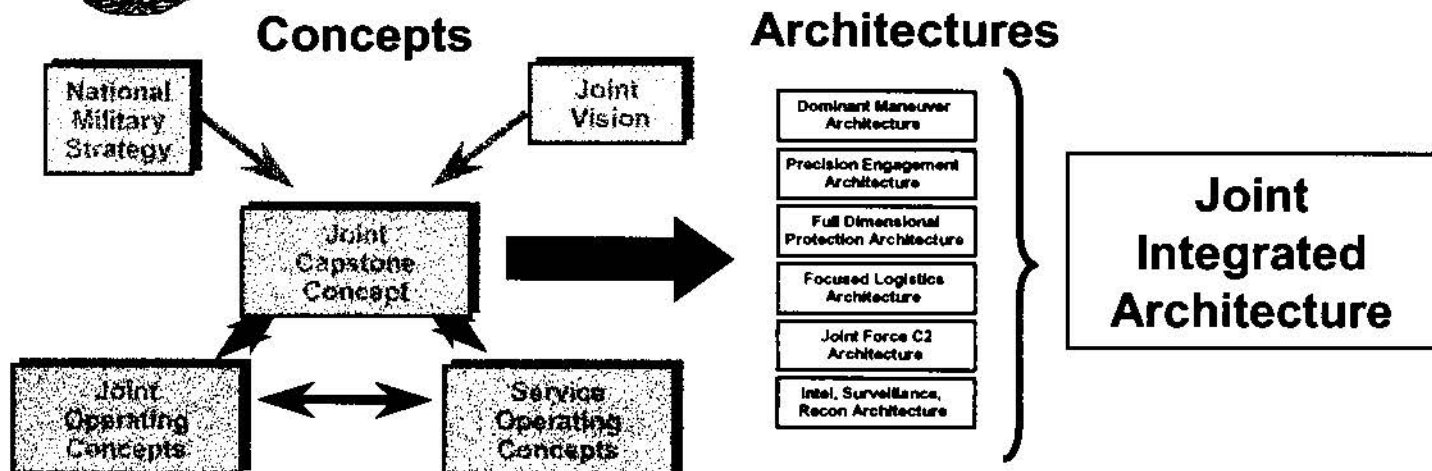 Concepts
National
Military
Strategy
Joint
Vision
Joint
Capstone
Concept
Joint
Operating
Concepts
Service
Operating
Concepts
Architectures
Dominant Maneuver
Architecture
Precision Engagement
Architecture
Full Dimensional
Protection Architecture
Focused Logistics
Architecture
Joint Force C2
Architecture
Intel, Surveillance,
Recon Architecture
Joint
Integrated
Architecture